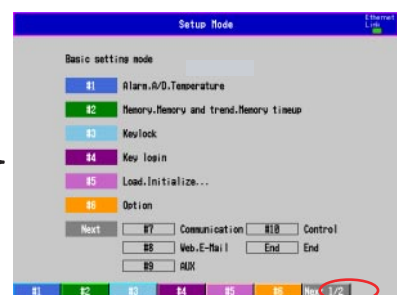 Setup Mode
Ethernet
Link
Basic setting mode
#1 Alarm.A/D.Temperature
#2 Memory.Memory and trend.Memory timeup
#3 Keylock
#4 Key login
#5 Load.Initialize...
#6 Option
Next #7 Communication #10 Control
#8 Web.E-Mail End End
#9 AUX
#1 #2 #3 #4 #5 #6 Next 1/2